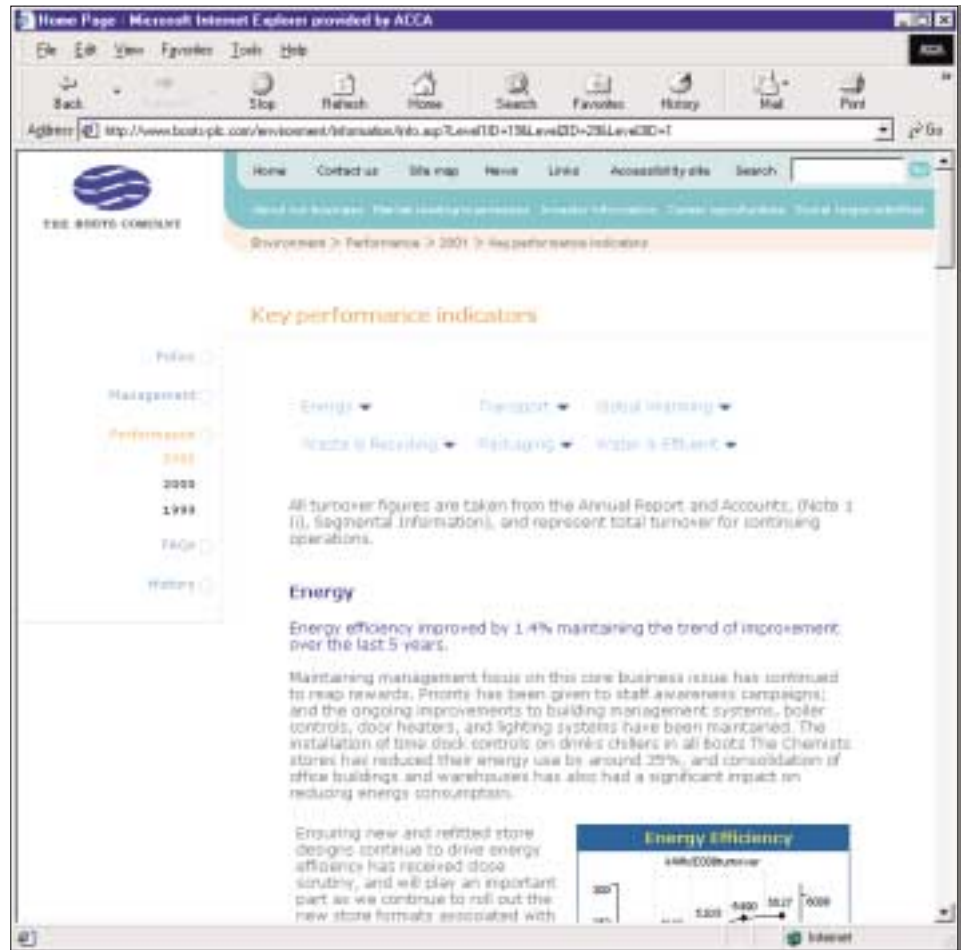 Home Page - Microsoft Internet Explorer provided by ACCA
File Edit View Favorites Tools Help
ACCA
Back Stop Refresh Home Search Favorites History Mail Print
Address Go
Home Contact us Site map News Links Accessibility site Search
THE BOOTS COMPANY
Environment > Performance > 2001 > Key performance indicators
Key performance indicators
Policy
Management
Performance
2001
2000
1999
FAQs
History
Energy Transport Global Warming
Waste & Recycling Packaging Water & Effluent
All turnover figures are taken from the Annual Report and Accounts, (Note 1
(i), Segmental Information), and represent total turnover for continuing
operations.
Energy
Energy efficiency improved by 1.4% maintaining the trend of improvement
over the last 5 years.
Maintaining management focus on this core business issue has continued
to reap rewards. Priority has been given to staff awareness campaigns;
and the ongoing improvements to building management systems, boiler
controls, door heaters, and lighting systems have been maintained. The
installation of time clock controls on drinks chillers in all Boots The Chemists
stores has reduced their energy use by around 35%, and consolidation of
office buildings and warehouses has also had a significant impact on
reducing energy consumption.
Ensuring new and refitted store
designs continue to drive energy
efficiency has received close
scrutiny, and will play an important
part as we continue to roll out the
new store formats associated with
Energy Efficiency
300
6000
Internet